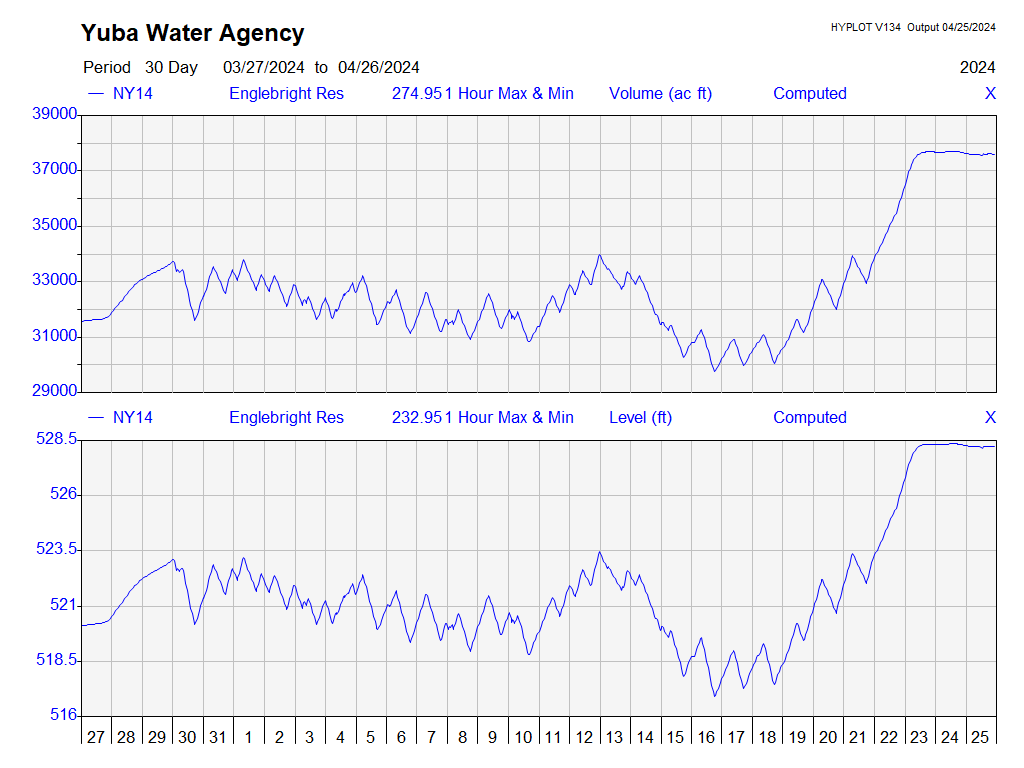 Yuba Water Agency
HYPLOT V134 Output 04/25/2024
Period 30 Day 03/27/2024 to 04/26/2024 2024
NY14 Englebright Res 274.951 Hour Max & Min Volume (ac ft) Computed X
39000
37000
35000
33000
31000
29000
NY14 Englebright Res 232.951 Hour Max & Min Level (ft) Computed X
528.5
526
523.5
521
518.5
516
27 28 29 30 31 1 2 3 4 5 6 7 8 9 10 11 12 13 14 15 16 17 18 19 20 21 22 23 24 25